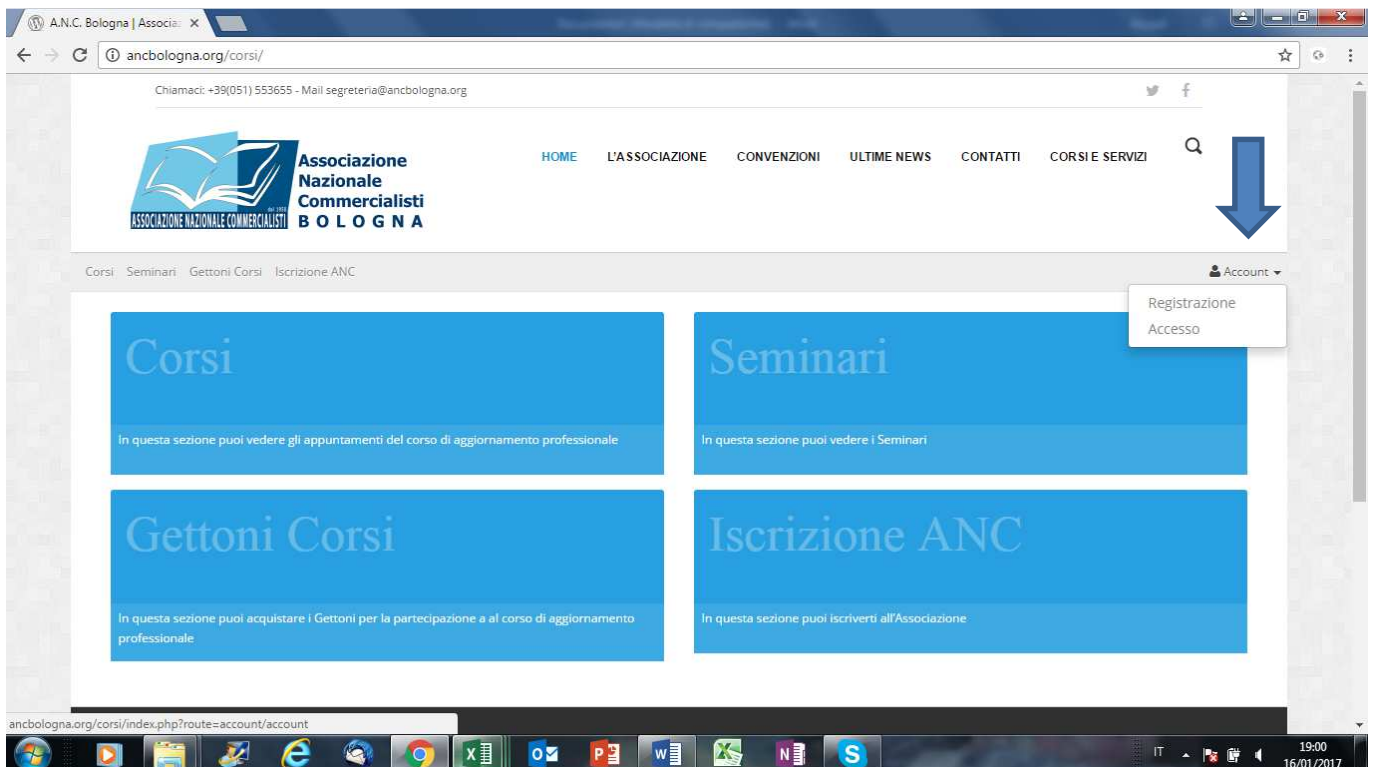 A.N.C. Bologna | Associa
ancbologna.org/corsi/
Chiamaci: +39(051) 553655 - Mail segreteria@ancbologna.org
Associazione
Nazionale
Commercialisti
BOLOGNA
dal 1950
ASSOCIAZIONE NAZIONALE COMMERCIALISTI
HOME L'ASSOCIAZIONE CONVENZIONI ULTIME NEWS CONTATTI CORSI E SERVIZI
Corsi Seminari Gettoni Corsi Iscrizione ANC
Account
Registrazione
Accesso
Corsi
In questa sezione puoi vedere gli appuntamenti del corso di aggiornamento professionale
Seminari
In questa sezione puoi vedere i Seminari
Gettoni Corsi
In questa sezione puoi acquistare i Gettoni per la partecipazione a al corso di aggiornamento
professionale
Iscrizione ANC
In questa sezione puoi iscriverti all'Associazione
ancbologna.org/corsi/index.php?route=account/account
IT
19:00
16/01/2017